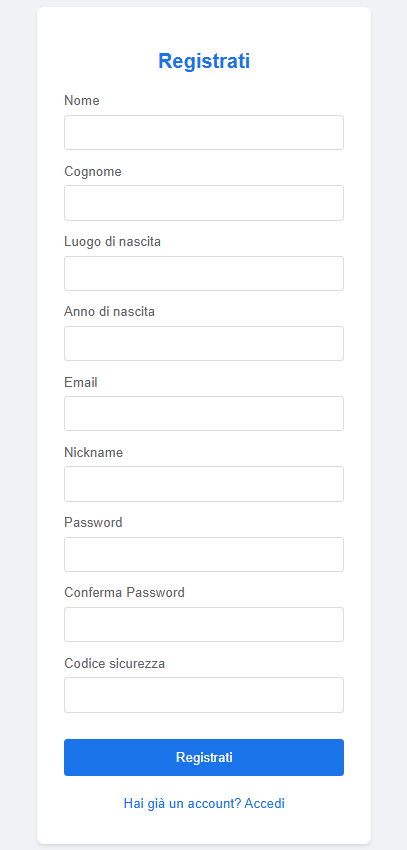 Registrati
Nome
Cognome
Luogo di nascita
Anno di nascita
Email
Nickname
Password
Conferma Password
Codice sicurezza
Registrati
Hai già un account? Accedi